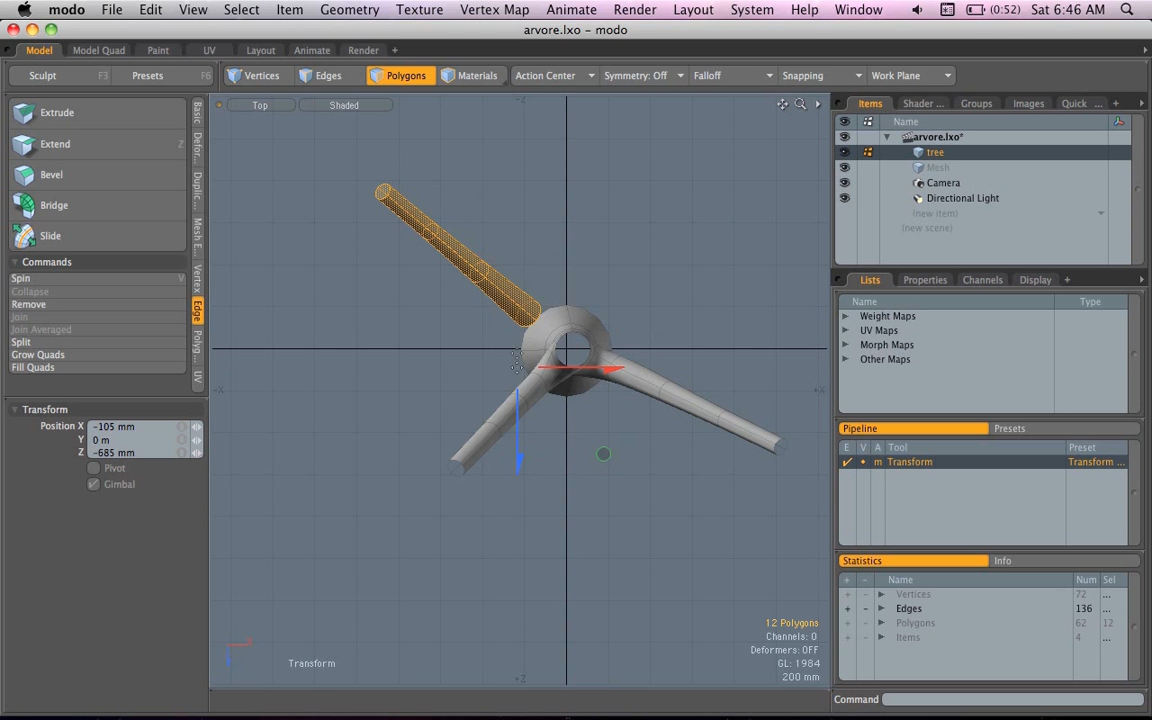 modo File Edit View Select Item Geometry Texture Vertex Map Animate Render Layout System Help Window (0:52) Sat 6:46 AM
arvore.lxo – modo
Model Model Quad Paint UV Layout Animate Render +
Sculpt F3 Presets F6 Vertices Edges Polygons Materials Action Center Symmetry: Off Falloff Snapping Work Plane
Top Shaded
Extrude
Extend Z
Bevel
Bridge
Slide
Commands
Spin V
Collapse
Remove
Join
Join Averaged
Split
Grow Quads
Fill Quads
Basic
Defor...
Duplic...
Mesh E...
Vertex
Edge
Polyg...
UV
Transform
Position X -105 mm
Y 0 m
Z -685 mm
Pivot
Gimbal
-Z
-X
+X
+Z
12 Polygons
Channels: 0
Deformers: OFF
GL: 1984
200 mm
Transform
Items Shader ... Groups Images Quick ... +
Name
arvore.lxo*
tree
Mesh
Camera
Directional Light
(new item)
(new scene)
Lists Properties Channels Display +
Name Type
Weight Maps
UV Maps
Morph Maps
Other Maps
Pipeline Presets
E V A Tool Preset
m Transform Transform ...
Statistics Info
+ – Name Num Sel
+ – Vertices 72 ...
+ – Edges 136 ...
+ – Polygons 62 12
+ – Items 4 ...
Command